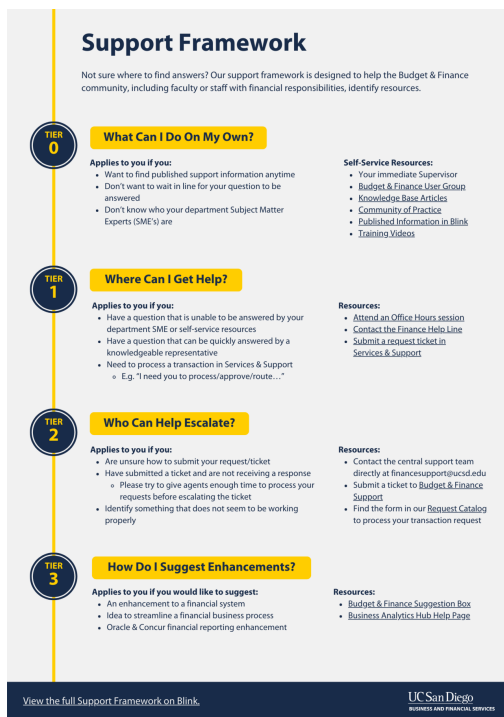 Support Framework
Not sure where to find answers? Our support framework is designed to help the Budget & Finance
community, including faculty or staff with financial responsibilities, identify resources.
TIER
0
What Can I Do On My Own?
Applies to you if you:
• Want to find published support information anytime
• Don't want to wait in line for your question to be
answered
• Don't know who your department Subject Matter
Experts (SME's) are
Self-Service Resources:
• Your immediate Supervisor
• Budget & Finance User Group
• Knowledge Base Articles
• Community of Practice
• Published Information in Blink
• Training Videos
TIER
1
Where Can I Get Help?
Applies to you if you:
• Have a question that is unable to be answered by your
department SME or self-service resources
• Have a question that can be quickly answered by a
knowledgeable representative
• Need to process a transaction in Services & Support
○ E.g. "I need you to process/approve/route…"
Resources:
• Attend an Office Hours session
• Contact the Finance Help Line
• Submit a request ticket in
Services & Support
TIER
2
Who Can Help Escalate?
Applies to you if you:
• Are unsure how to submit your request/ticket
• Have submitted a ticket and are not receiving a response
○ Please try to give agents enough time to process your
requests before escalating the ticket
• Identify something that does not seem to be working
properly
Resources:
• Contact the central support team
directly at financesupport@ucsd.edu
• Submit a ticket to Budget & Finance
Support
• Find the form in our Request Catalog
to process your transaction request
TIER
3
How Do I Suggest Enhancements?
Applies to you if you would like to suggest:
• An enhancement to a financial system
• Idea to streamline a financial business process
• Oracle & Concur financial reporting enhancement
Resources:
• Budget & Finance Suggestion Box
• Business Analytics Hub Help Page
View the full Support Framework on Blink.
UC San Diego
BUSINESS AND FINANCIAL SERVICES